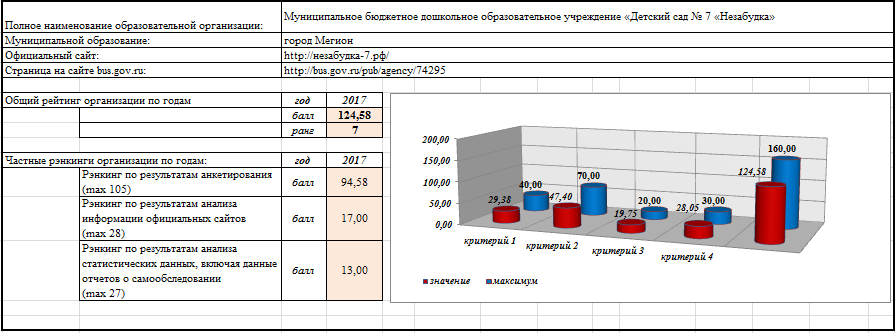 Полное наименование образовательной организации:
Муниципальное бюджетное дошкольное образовательное учреждение «Детский сад № 7 «Незабудка»
Муниципальное образование:
город Мегион
Официальный сайт:
http://незабудка-7.рф/
Страница на сайте bus.gov.ru:
http://bus.gov.ru/pub/agency/74295
Общий рейтинг организации по годам
год
2017
балл
124,58
ранг
7
Частные рэнкинги организации по годам:
год
2017
Рэнкинг по результатам анкетирования
(max 105)
балл
94,58
Рэнкинг по результатам анализа
информации официальных сайтов
(max 28)
балл
17,00
Рэнкинг по результатам анализа
статистических данных, включая данные
отчетов о самообследовании
(max 27)
балл
13,00
200,00
150,00
100,00
50,00
0,00
29,38
40,00
47,40
70,00
19,75
20,00
28,05
30,00
124,58
160,00
критерий 1
критерий 2
критерий 3
критерий 4
значение
максимум